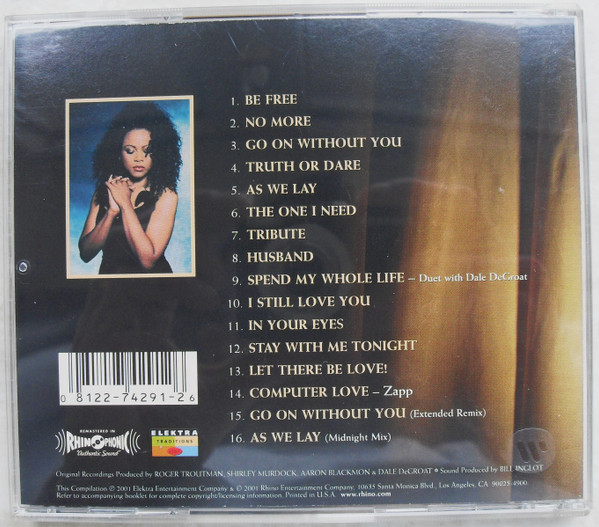 1. BE FREE
2. NO MORE
3. GO ON WITHOUT YOU
4. TRUTH OR DARE
5. AS WE LAY
6. THE ONE I NEED
7. TRIBUTE
8. HUSBAND
9. SPEND MY WHOLE LIFE – Duet with Dale DeGroat
10. I STILL LOVE YOU
11. IN YOUR EYES
12. STAY WITH ME TONIGHT
13. LET THERE BE LOVE!
14. COMPUTER LOVE – Zapp
15. GO ON WITHOUT YOU (Extended Remix)
16. AS WE LAY (Midnight Mix)
0 8122-74291-2 6
REMASTERED IN
RHINOPHONIC
"Authentic Sound"
ELEKTRA
TRADITIONS
Original Recordings Produced by ROGER TROUTMAN, SHIRLEY MURDOCK, AARON BLACKMON & DALE DeGROAT • Sound Produced by BILL INGLOT
This Compilation ℗ 2001 Elektra Entertainment Company & © 2001 Rhino Entertainment Company, 10635 Santa Monica Blvd., Los Angeles, CA 90025-4900.
Refer to accompanying booklet for complete copyright/licensing information. Printed in U.S.A. www.rhino.com